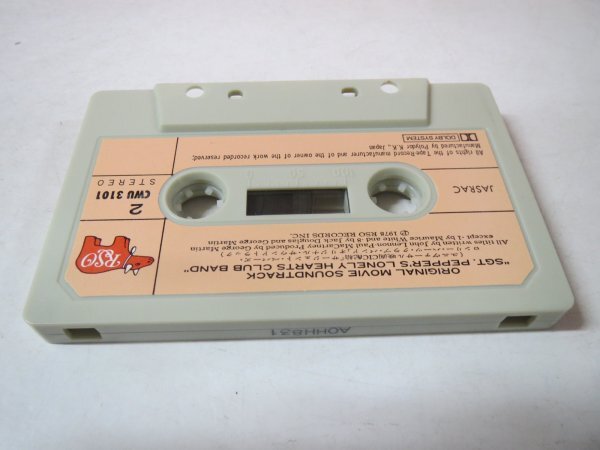 RSO
ORIGINAL MOVIE SOUNDTRACK
"SGT. PEPPER'S LONELY HEARTS CLUB BAND"
All titles written by John Lennon-Paul McCartney Produced by George Martin
except - 1 by Maurice White and 8 by Jack Douglas and George Martin
℗ 1978 RSO RECORDS INC.
2
CWU 3101
STEREO
0 50 100
JASRAC
All rights of the Tape-Record manufacturer and of the owner of the work recorded reserved;
Manufactured by Polydor K.K., Japan
DOLBY SYSTEM